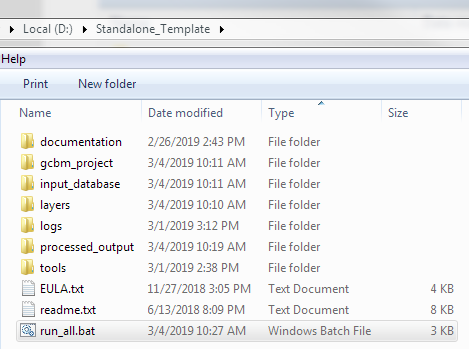 Local (D:) Standalone_Template
Help
Print New folder
Name Date modified Type Size
documentation 2/26/2019 2:43 PM File folder
gcbm_project 3/4/2019 10:11 AM File folder
input_database 3/4/2019 10:11 AM File folder
layers 3/4/2019 10:10 AM File folder
logs 3/1/2019 3:12 PM File folder
processed_output 3/4/2019 10:19 AM File folder
tools 3/1/2019 2:38 PM File folder
EULA.txt 11/27/2018 3:05 PM Text Document 4 KB
readme.txt 6/13/2018 8:09 PM Text Document 8 KB
run_all.bat 3/4/2019 10:27 AM Windows Batch File 3 KB